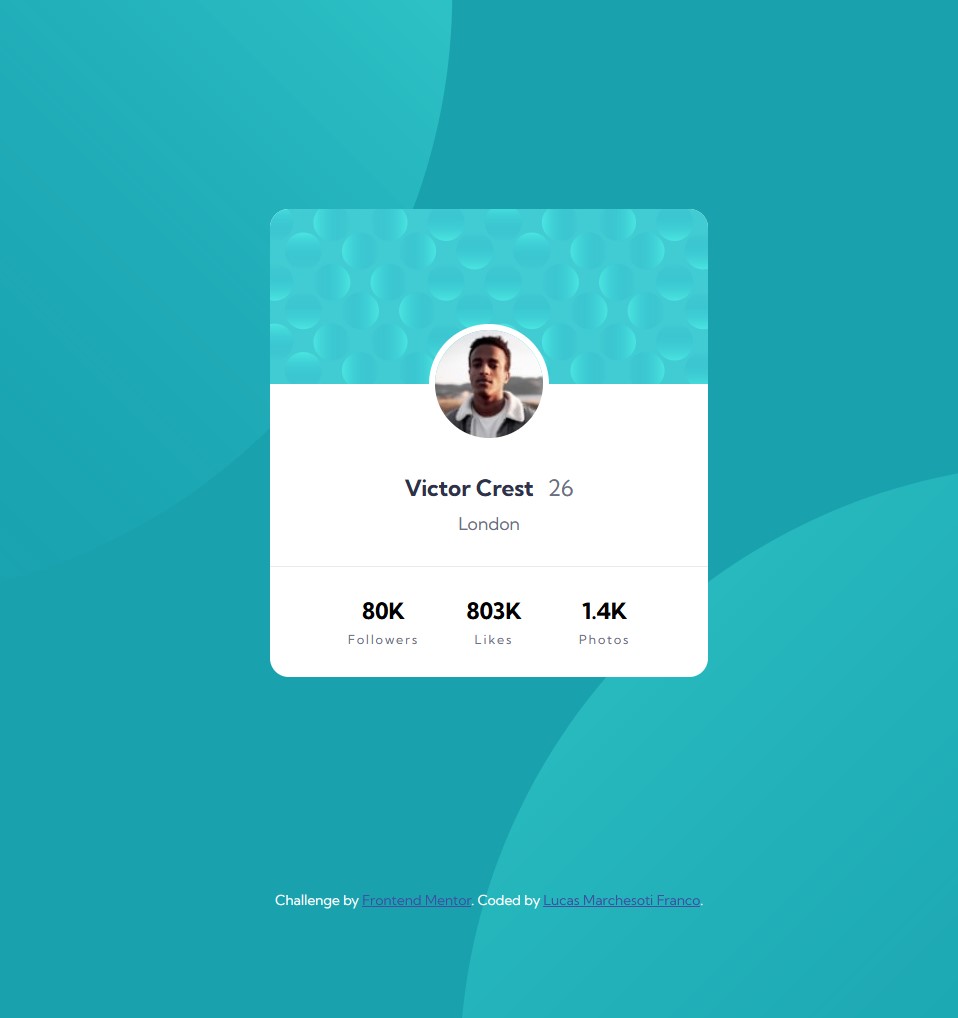 Victor Crest 26
London
80K 803K 1.4K
Followers Likes Photos
Challenge by Frontend Mentor. Coded by Lucas Marchesoti Franco.